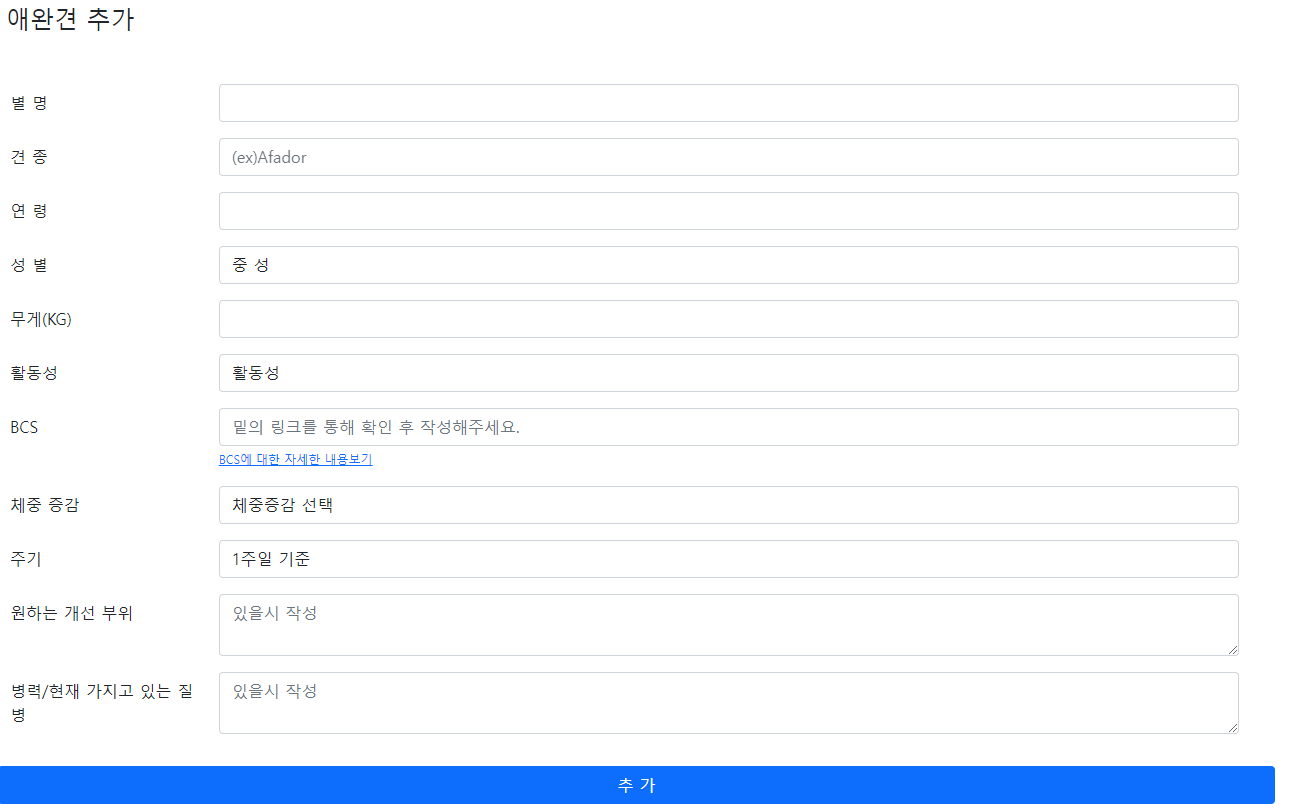 애완견 추가
별 명
견 종
(ex)Afador
연 령
성 별
중 성
무게(KG)
활동성
활동성
BCS
밑의 링크를 통해 확인 후 작성해주세요.
BCS에 대한 자세한 내용보기
체중 증감
체중증감 선택
주기
1주일 기준
원하는 개선 부위
있을시 작성
병력/현재 가지고 있는 질
병
있을시 작성
추 가